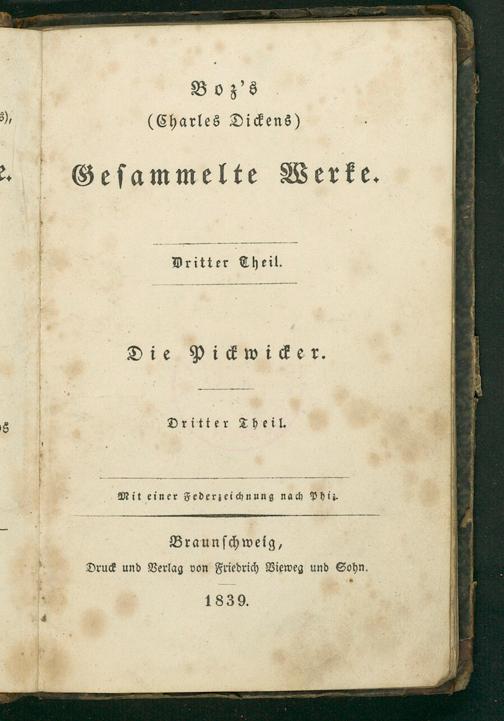 Boz's
(Charles Dickens)
Gesammelte Werke.
Dritter Theil.
Die Pickwicker.
Dritter Theil.
Mit einer Federzeichnung nach Phiz.
Braunschweig,
Druck und Verlag von Friedrich Vieweg und Sohn.
1839.